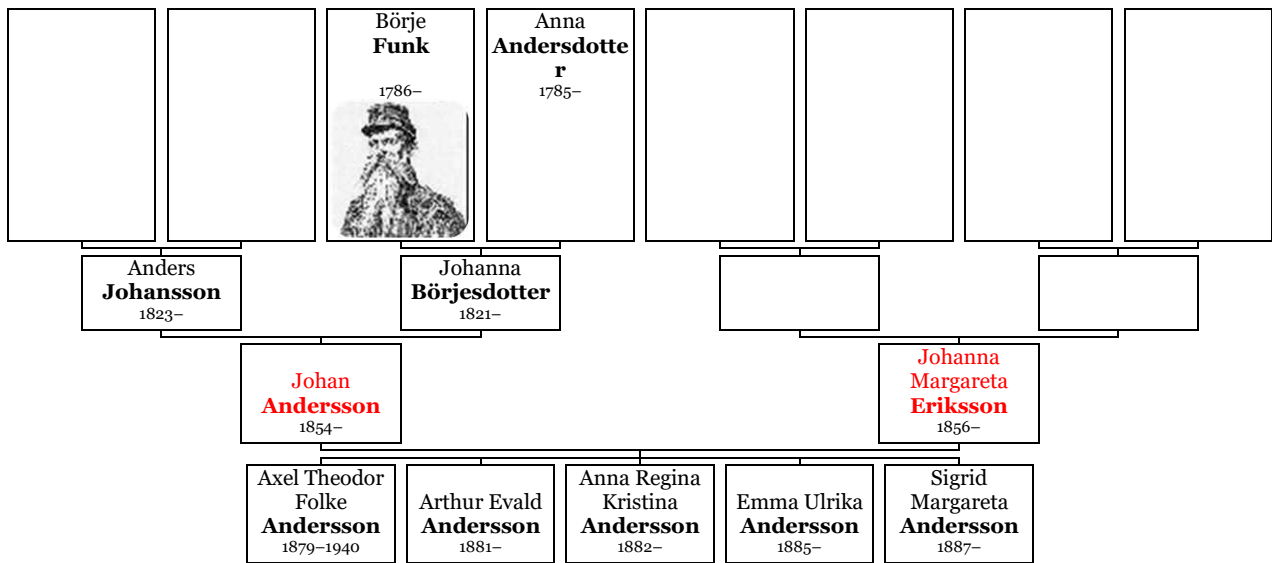 Börje
Funk
1786–
Anna
Andersdotte
r
1785–
Anders
Johansson
1823–
Johanna
Börjesdotter
1821–
Johan
Andersson
1854–
Johanna
Margareta
Eriksson
1856–
Axel Theodor
Folke
Andersson
1879–1940
Arthur Evald
Andersson
1881–
Anna Regina
Kristina
Andersson
1882–
Emma Ulrika
Andersson
1885–
Sigrid
Margareta
Andersson
1887–